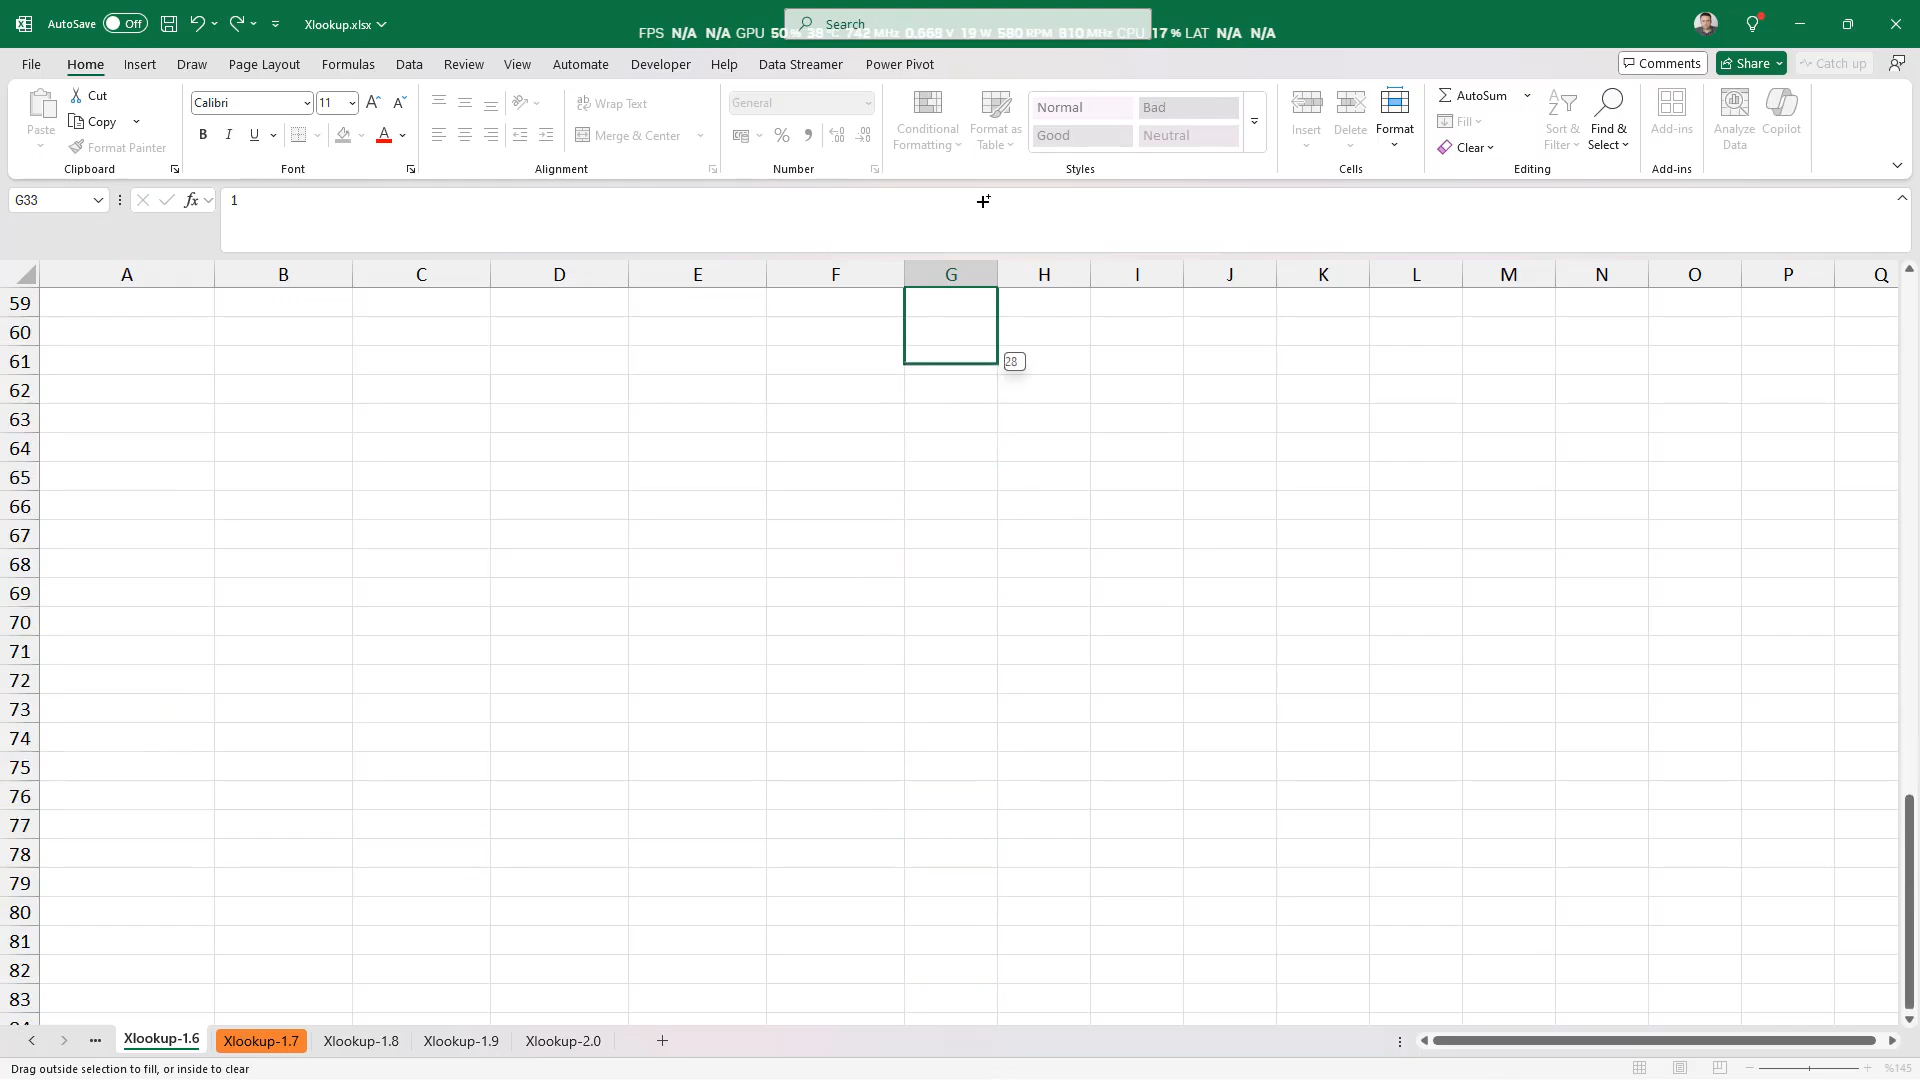 AutoSave Off Xlookup.xlsx Search
FPS N/A N/A GPU 50 % 38 °C 742 MHz 0.668 V 19 W 580 RPM 810 MHz CPU 17 % LAT N/A N/A
File Home Insert Draw Page Layout Formulas Data Review View Automate Developer Help Data Streamer Power Pivot Comments Share Catch up
Paste Cut Copy Format Painter
Calibri 11 B I U
Wrap Text
Merge & Center
General
Conditional Formatting
Format as Table
Normal Bad
Good Neutral
Insert Delete Format
AutoSum
Fill
Clear
Sort & Filter
Find & Select
Add-ins
Analyze Data
Copilot
Clipboard Font Alignment Number Styles Cells Editing Add-ins
G33 fx 1
A B C D E F G H I J K L M N O P Q
59
60
61 28
62
63
64
65
66
67
68
69
70
71
72
73
74
75
76
77
78
79
80
81
82
83
Xlookup-1.6 Xlookup-1.7 Xlookup-1.8 Xlookup-1.9 Xlookup-2.0
Drag outside selection to fill, or inside to clear %145